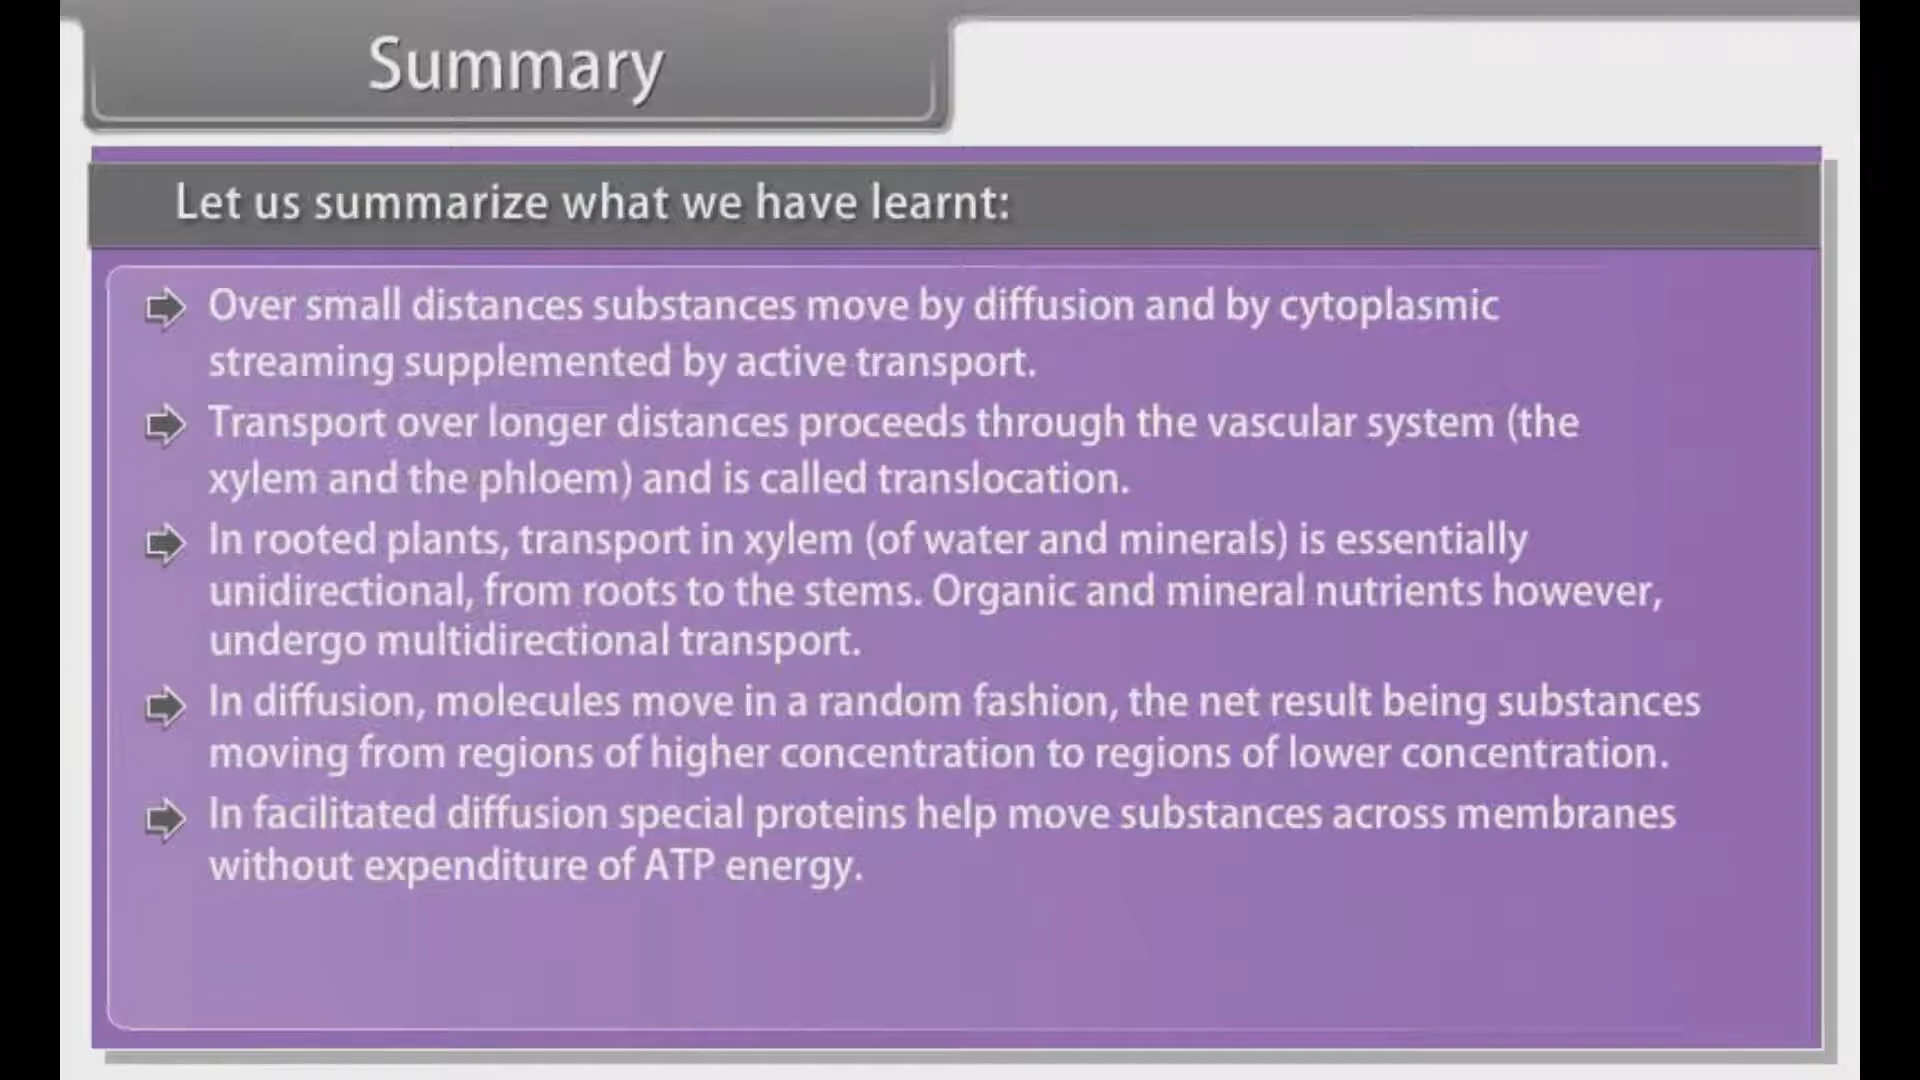 Summary
Let us summarize what we have learnt:
Over small distances substances move by diffusion and by cytoplasmic
streaming supplemented by active transport.
Transport over longer distances proceeds through the vascular system (the
xylem and the phloem) and is called translocation.
In rooted plants, transport in xylem (of water and minerals) is essentially
unidirectional, from roots to the stems. Organic and mineral nutrients however,
undergo multidirectional transport.
In diffusion, molecules move in a random fashion, the net result being substances
moving from regions of higher concentration to regions of lower concentration.
In facilitated diffusion special proteins help move substances across membranes
without expenditure of ATP energy.